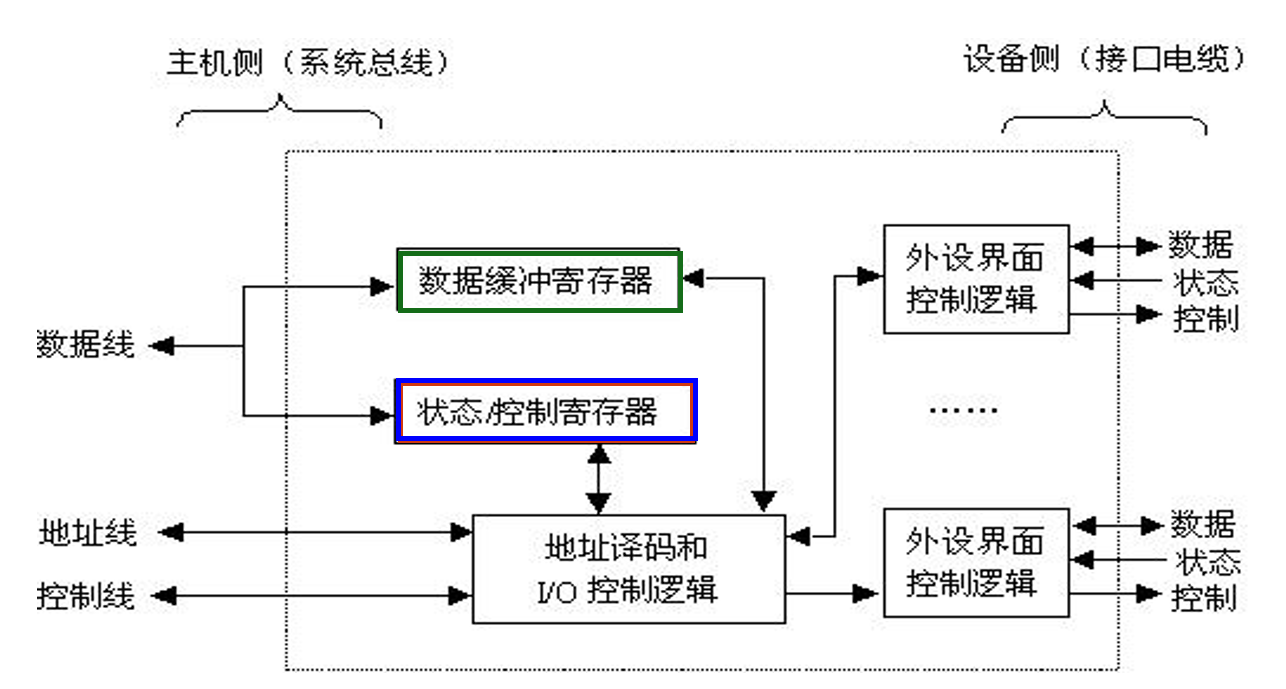 主机侧（系统总线）
设备侧（接口电缆）
数据缓冲寄存器
外设界面
控制逻辑
数据
状态
控制
数据线
状态/控制寄存器
……
地址线
控制线
地址译码和
I/O 控制逻辑
外设界面
控制逻辑
数据
状态
控制